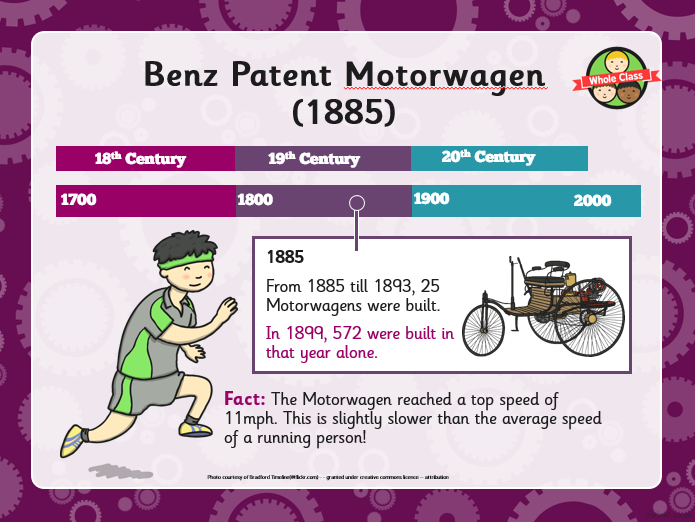 Benz Patent Motorwagen
(1885)
Whole Class
18th Century 19th Century 20th Century
1700 1800 1900 2000
1885
From 1885 till 1893, 25
Motorwagens were built.
In 1899, 572 were built in
that year alone.
Fact: The Motorwagen reached a top speed of
11mph. This is slightly slower than the average speed
of a running person!
Photo courtesy of Bradford Timeline(@flickr.com) - - granted under creative commons licence – attribution